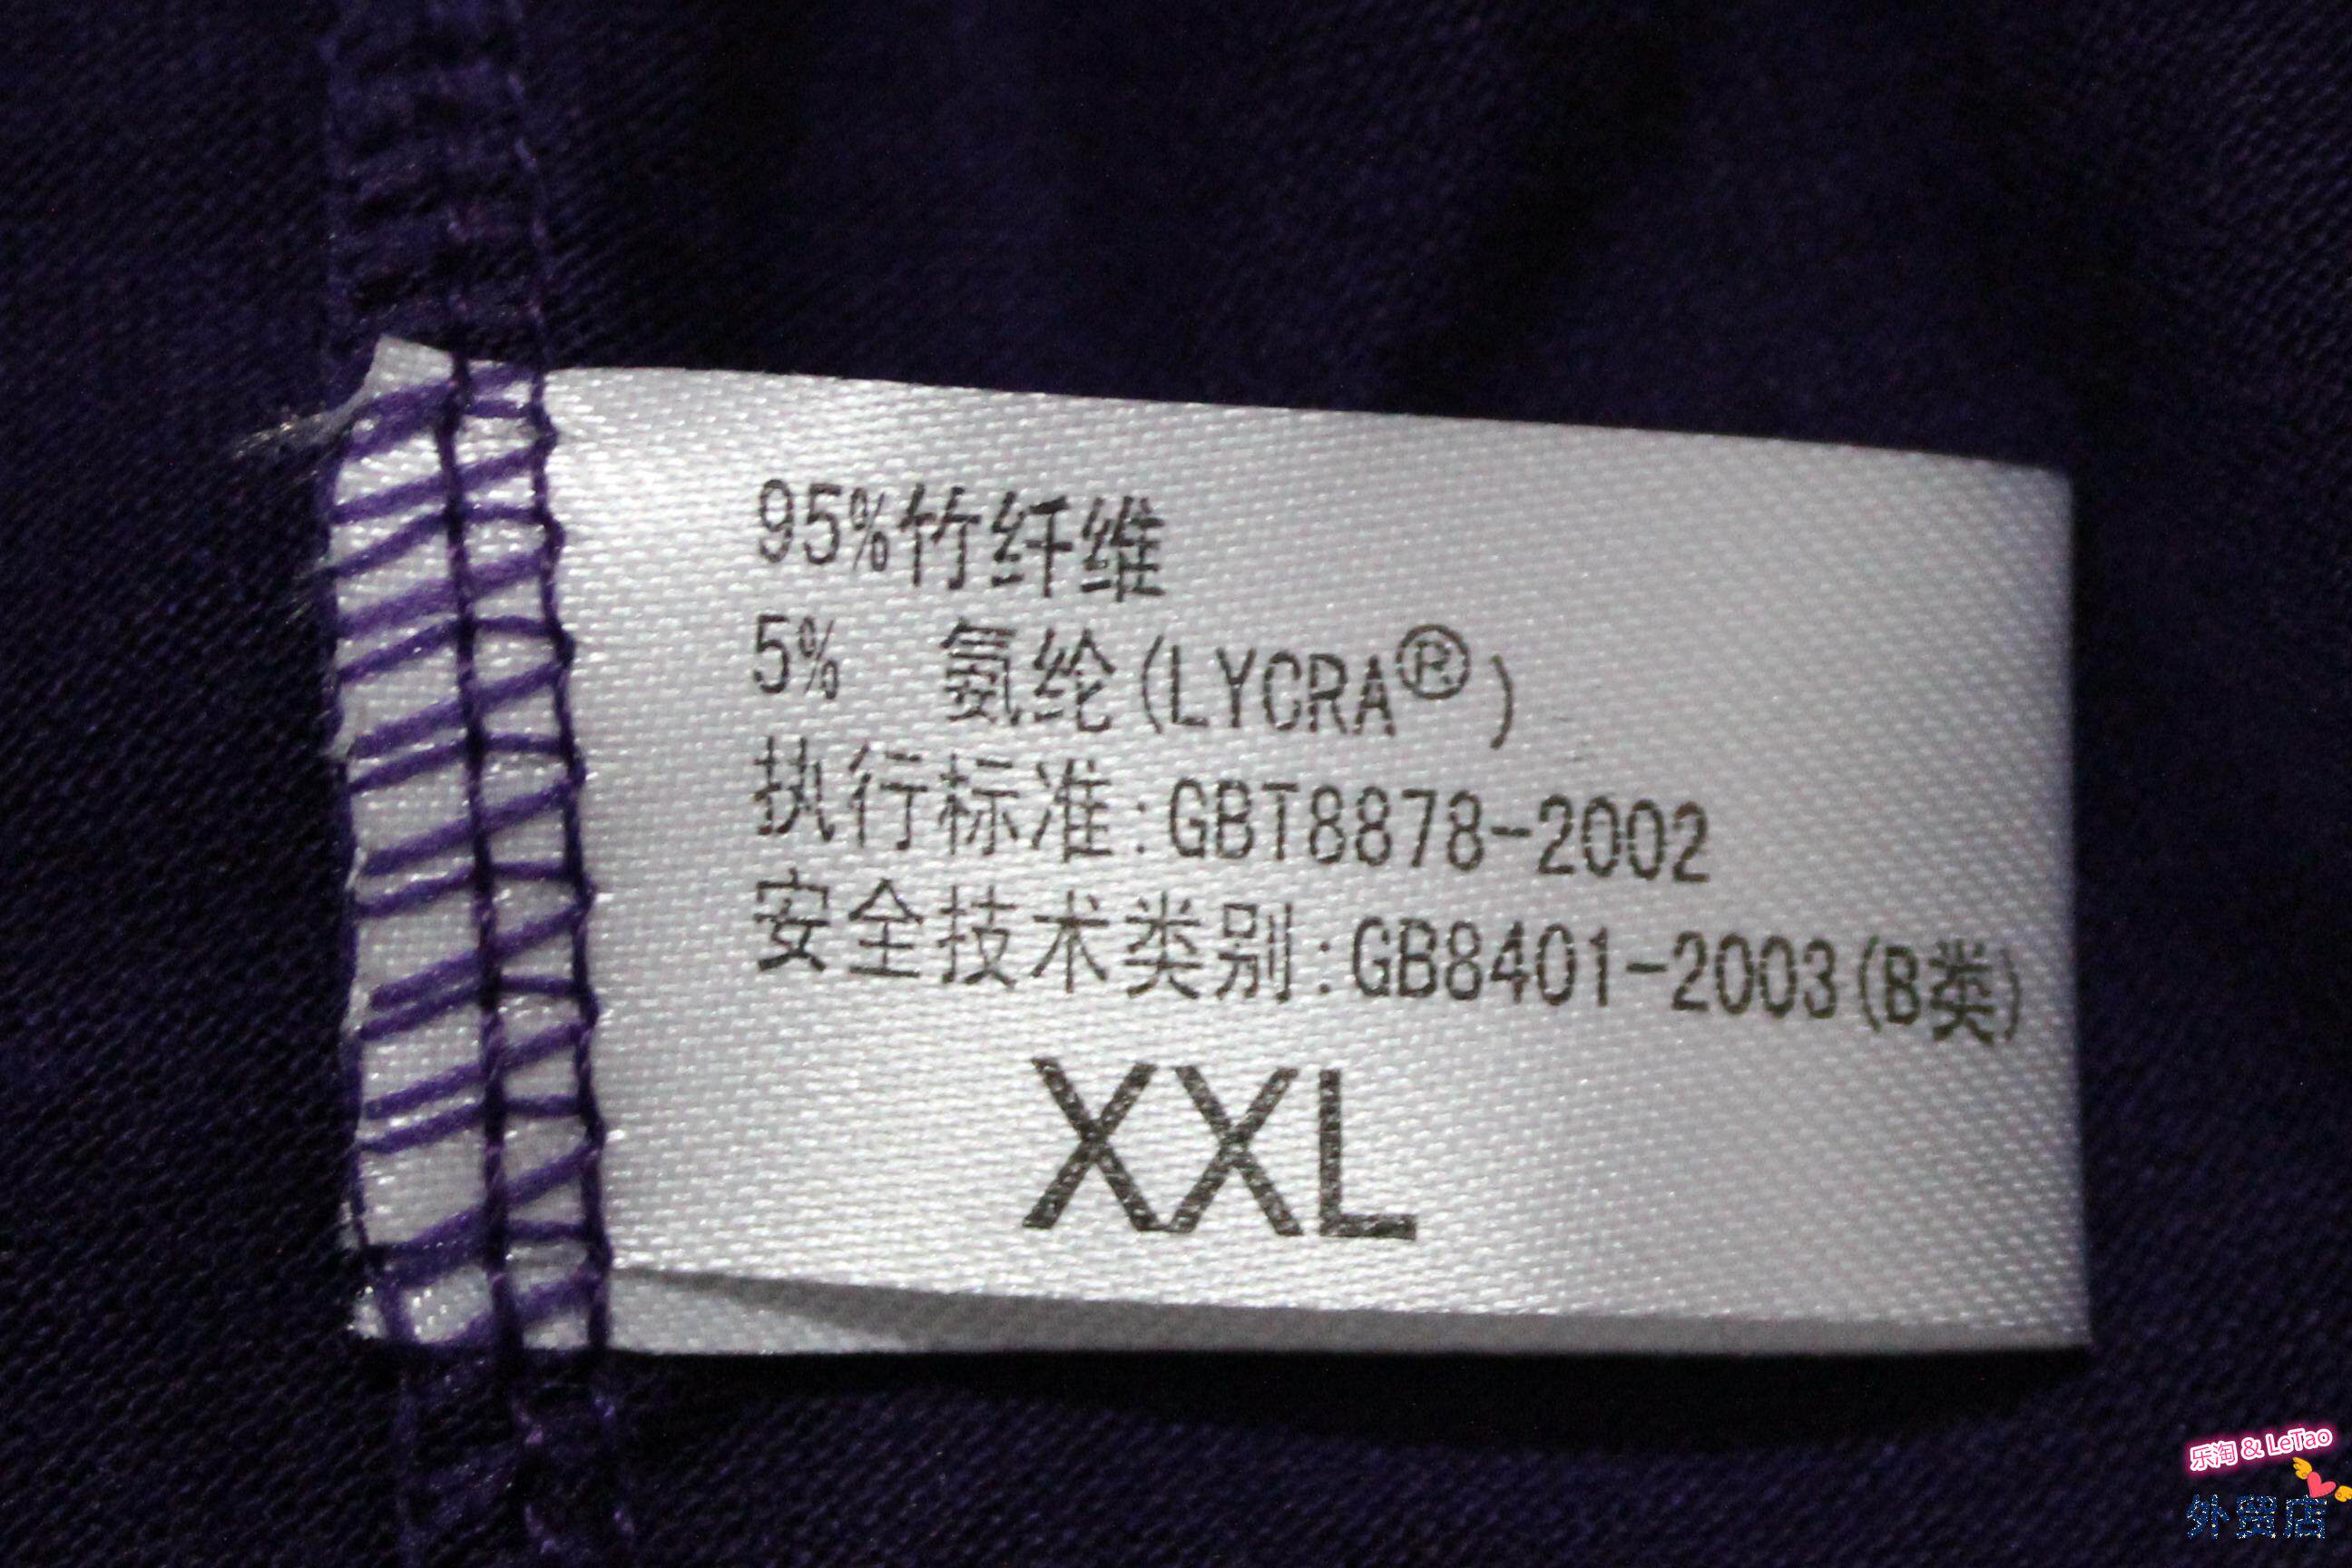 95%竹纤维
5% 氨纶(LYCRA®)
执行标准:GBT8878-2002
安全技术类别:GB8401-2003(B类)
XXL
乐淘 & LeTao
外贸店